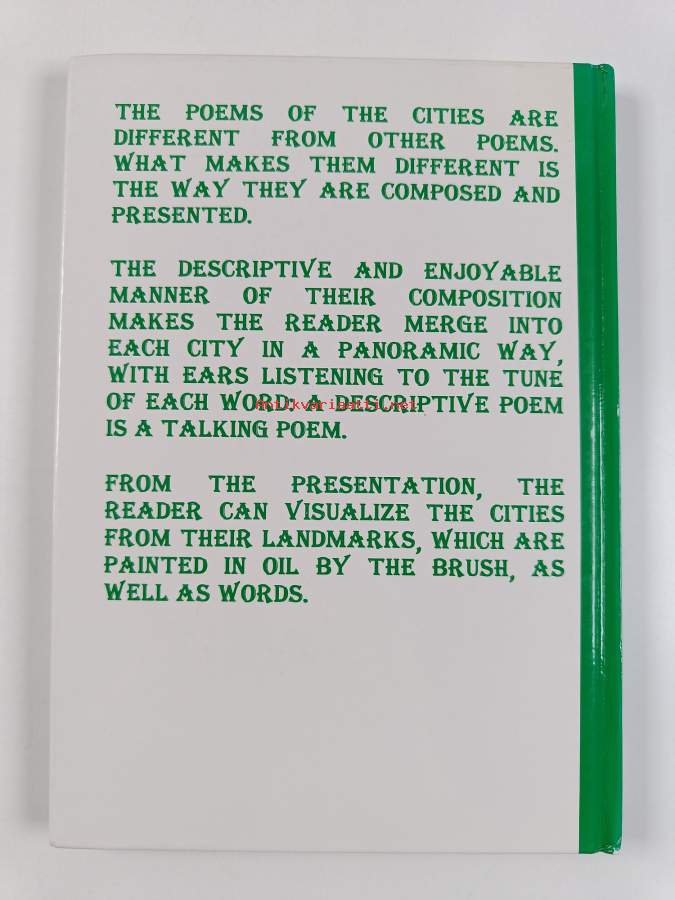 THE POEMS OF THE CITIES ARE
DIFFERENT FROM OTHER POEMS.
WHAT MAKES THEM DIFFERENT IS
THE WAY THEY ARE COMPOSED AND
PRESENTED.
THE DESCRIPTIVE AND ENJOYABLE
MANNER OF THEIR COMPOSITION
MAKES THE READER MERGE INTO
EACH CITY IN A PANORAMIC WAY,
WITH EARS LISTENING TO THE TUNE
OF EACH WORD. A DESCRIPTIVE POEM
Antikvariaatti.net
IS A TALKING POEM.
FROM THE PRESENTATION, THE
READER CAN VISUALIZE THE CITIES
FROM THEIR LANDMARKS, WHICH ARE
PAINTED IN OIL BY THE BRUSH, AS
WELL AS WORDS.